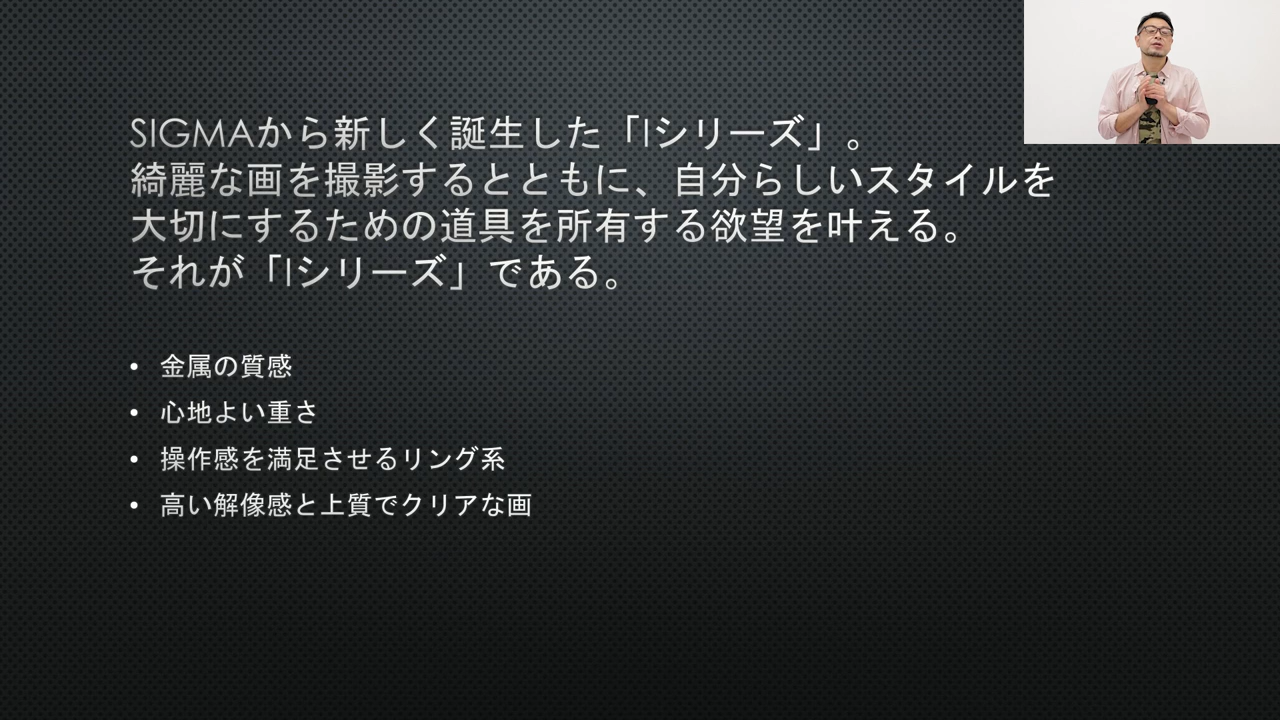 SIGMAから新しく誕生した「Iシリーズ」。
綺麗な画を撮影するとともに、自分らしいスタイルを
大切にするための道具を所有する欲望を叶える。
それが「Iシリーズ」である。
• 金属の質感
• 心地よい重さ
• 操作感を満足させるリング系
• 高い解像感と上質でクリアな画